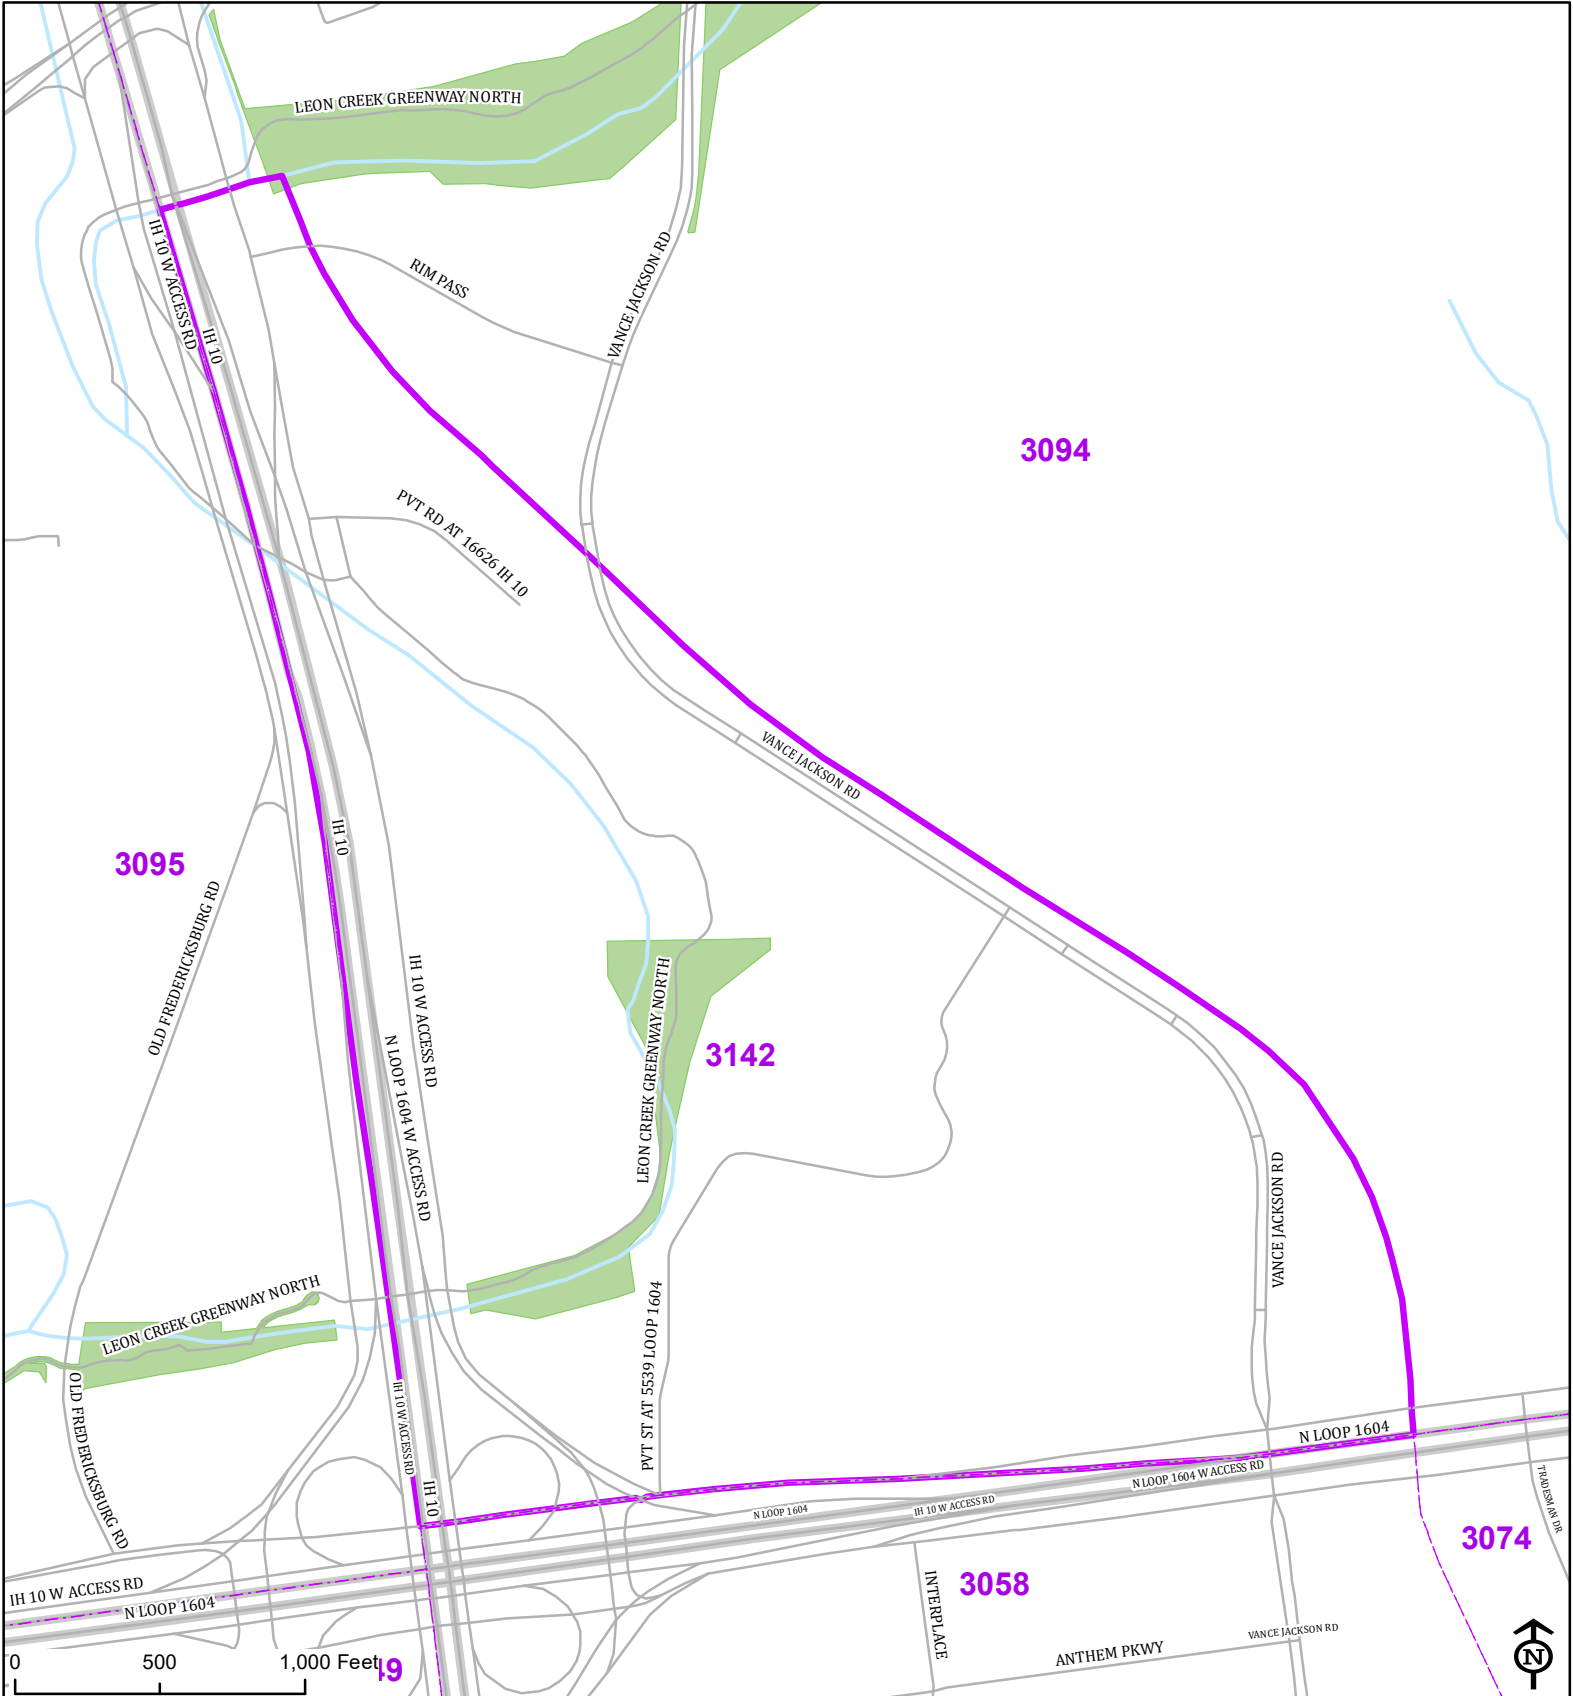 LEON CREEK GREENWAY NORTH
IH 10 W ACCESS RD
IH 10
RIM PASS
VANCE JACKSON RD
3094
PVT RD AT 16626 IH 10
VANCE JACKSON RD
IH 10
3095
OLD FREDERICKSBURG RD
IH 10 W ACCESS RD
N LOOP 1604 W ACCESS RD
LEON CREEK GREENWAY NORTH
3142
VANCE JACKSON RD
LEON CREEK GREENWAY NORTH
PVT ST AT 5539 LOOP 1604
OLD FREDERICKSBURG RD
IH 10 W ACCESS RD
IH 10
N LOOP 1604
N LOOP 1604 W ACCESS RD
IH 10 W ACCESS RD
N LOOP 1604
TRADESMAN DR
3074
3058
INTERPLACE
IH 10 W ACCESS RD
N LOOP 1604
VANCE JACKSON RD
ANTHEM PKWY
N
0 500 1,000 Feet
49